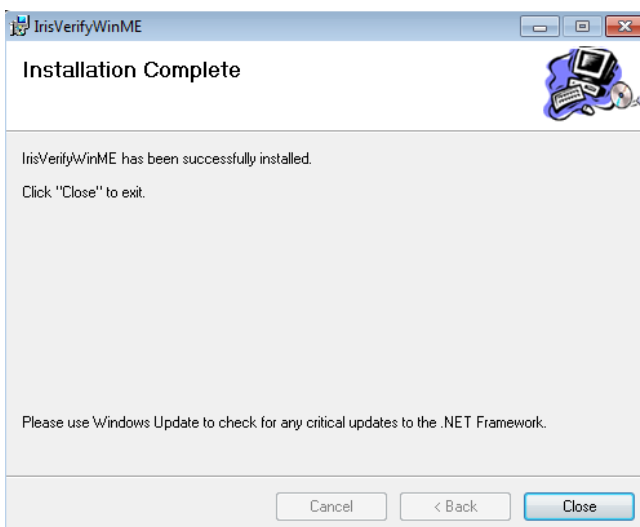 IrisVerifyWinME
Installation Complete
IrisVerifyWinME has been successfully installed.
Click "Close" to exit.
Please use Windows Update to check for any critical updates to the .NET Framework.
Cancel
< Back
Close